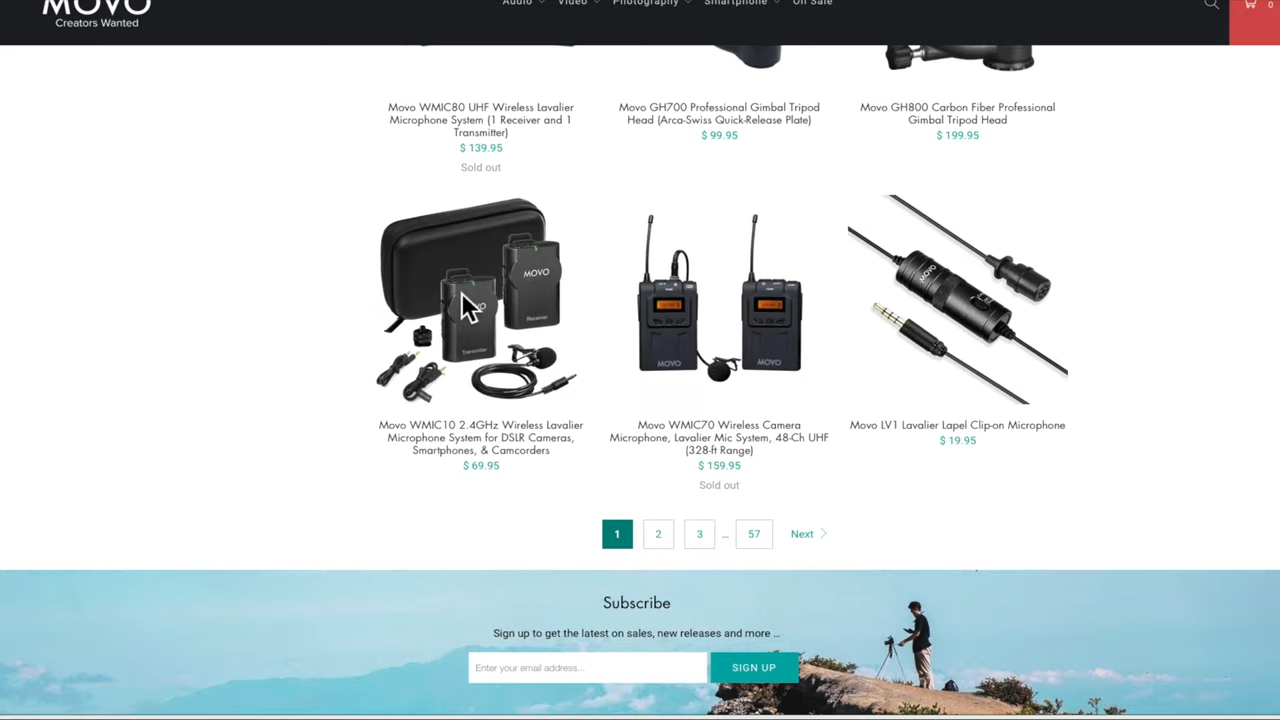 MOVO
Creators Wanted
Audio Video Photography Smartphone On Sale
0
Movo WMIC80 UHF Wireless Lavalier
Microphone System (1 Receiver and 1
Transmitter)
$ 139.95
Sold out
Movo GH700 Professional Gimbal Tripod
Head (Arca-Swiss Quick-Release Plate)
$ 99.95
Movo GH800 Carbon Fiber Professional
Gimbal Tripod Head
$ 199.95
MOVO
Receiver
Transmitter
MOVO
MOVO
MOVO
Movo WMIC10 2.4GHz Wireless Lavalier
Microphone System for DSLR Cameras,
Smartphones, & Camcorders
$ 69.95
Movo WMIC70 Wireless Camera
Microphone, Lavalier Mic System, 48-Ch UHF
(328-ft Range)
$ 159.95
Sold out
Movo LV1 Lavalier Lapel Clip-on Microphone
$ 19.95
1 2 3 ... 57 Next
Subscribe
Sign up to get the latest on sales, new releases and more ...
Enter your email address...
SIGN UP